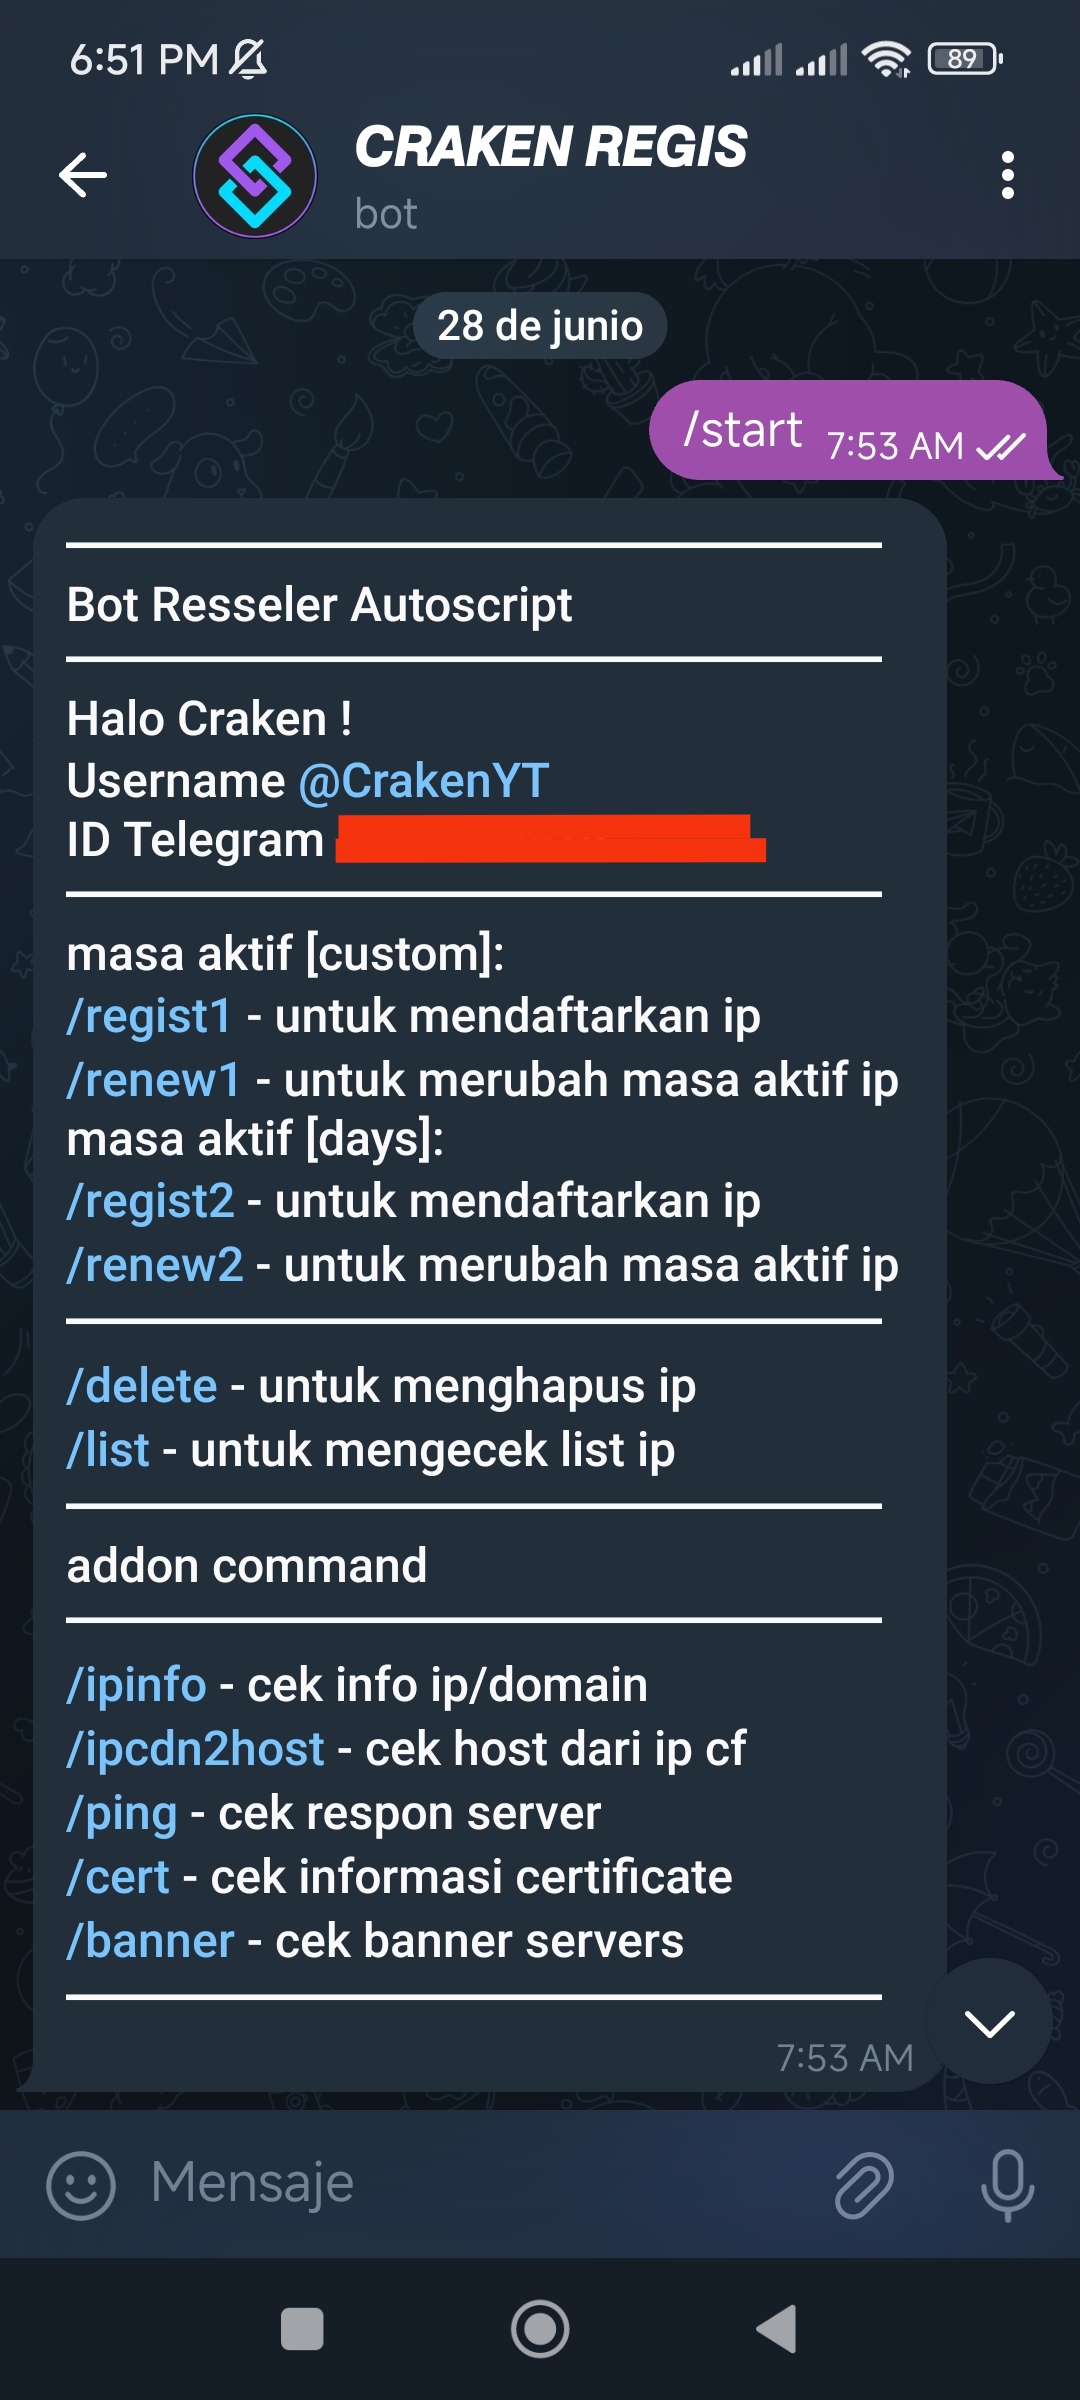 6:51 PM
89
CRAKEN REGIS
bot
28 de junio
/start 7:53 AM
Bot Resseler Autoscript
Halo Craken !
Username @CrakenYT
ID Telegram
masa aktif [custom]:
/regist1 - untuk mendaftarkan ip
/renew1 - untuk merubah masa aktif ip
masa aktif [days]:
/regist2 - untuk mendaftarkan ip
/renew2 - untuk merubah masa aktif ip
/delete - untuk menghapus ip
/list - untuk mengecek list ip
addon command
/ipinfo - cek info ip/domain
/ipcdn2host - cek host dari ip cf
/ping - cek respon server
/cert - cek informasi certificate
/banner - cek banner servers
7:53 AM
Mensaje